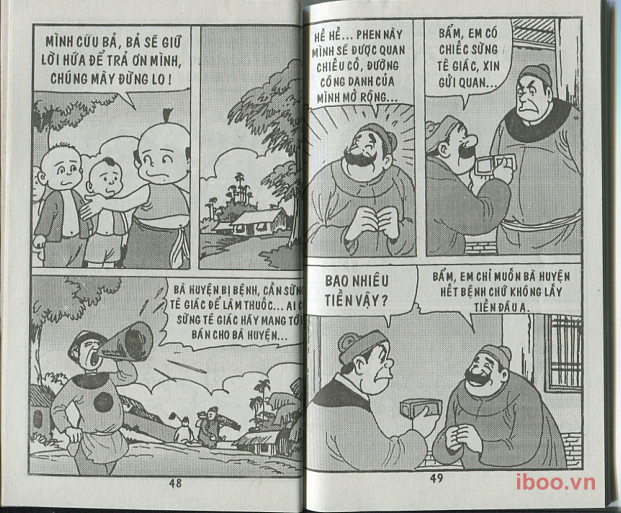 MÌNH CỨU BẢ, BẢ SẼ GIỮ
LỜI HỨA ĐỂ TRẢ ƠN MÌNH,
CHÚNG MÀY ĐỪNG LO !
BÀ HUYỆN BỊ BỆNH, CẦN SỪNG
TÊ GIÁC ĐỂ LÀM THUỐC... AI
SỪNG TÊ GIÁC HÃY MANG TỚI
BÁN CHO BÀ HUYỆN...
48
HỀ HỀ... PHEN NÀY
MÌNH SẼ ĐƯỢC QUAN
CHIẾU CỐ, ĐƯỜNG
CÔNG DANH CỦA
MÌNH MỞ RỘNG...
BẨM, EM CÓ
CHIẾC SỪNG
TÊ GIÁC, XIN
GỬI QUAN...
BAO NHIÊU
TIỀN VẬY ?
BẨM, EM CHỈ MUỐN BÀ HUYỆN
HẾT BỆNH CHỨ KHÔNG LẤY
TIỀN ĐÂU Ạ.
49
iboo.vn